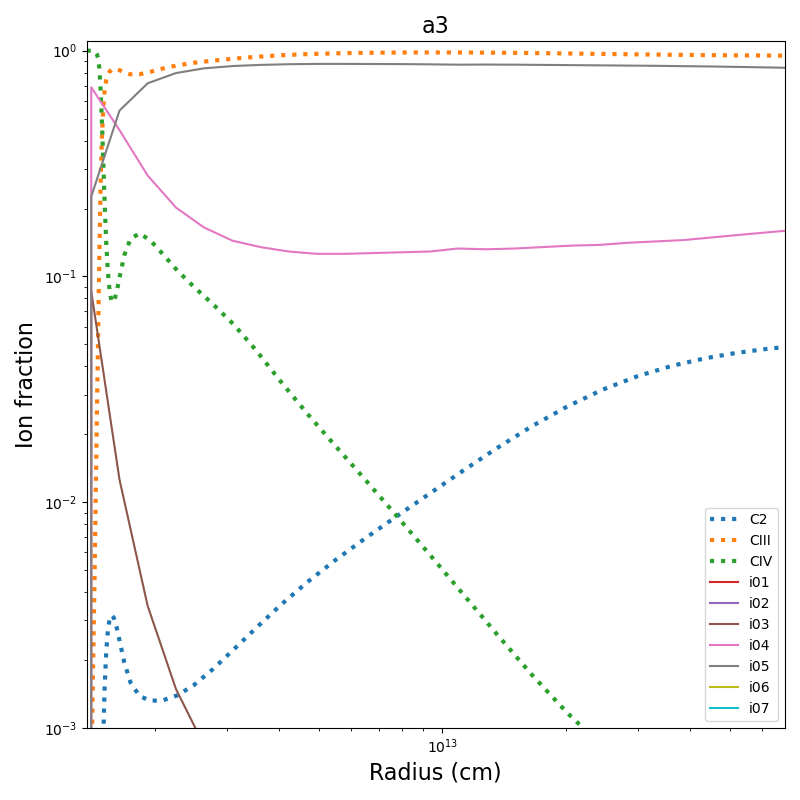 a3
Ion fraction
10⁰
10⁻¹
10⁻²
10⁻³
C2
CIII
CIV
i01
i02
i03
i04
i05
i06
i07
10¹³
Radius (cm)